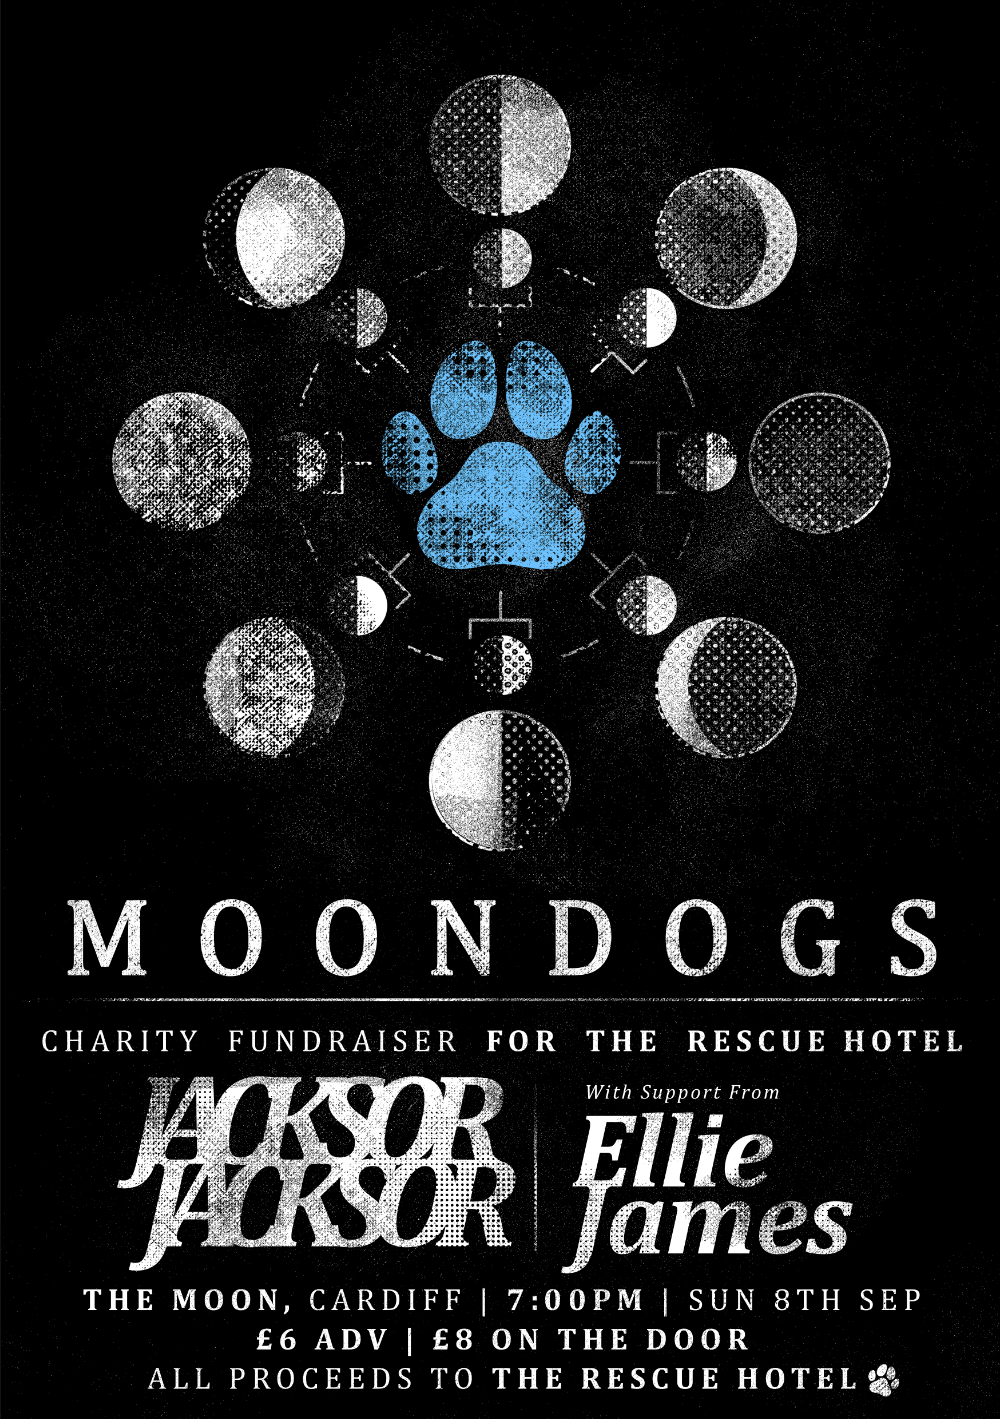 MOONDOGS
CHARITY FUNDRAISER FOR THE RESCUE HOTEL
JACKSOR
JACKSOR
With Support From
Ellie
James
THE MOON, CARDIFF | 7:00PM | SUN 8TH SEP
£6 ADV | £8 ON THE DOOR
ALL PROCEEDS TO THE RESCUE HOTEL